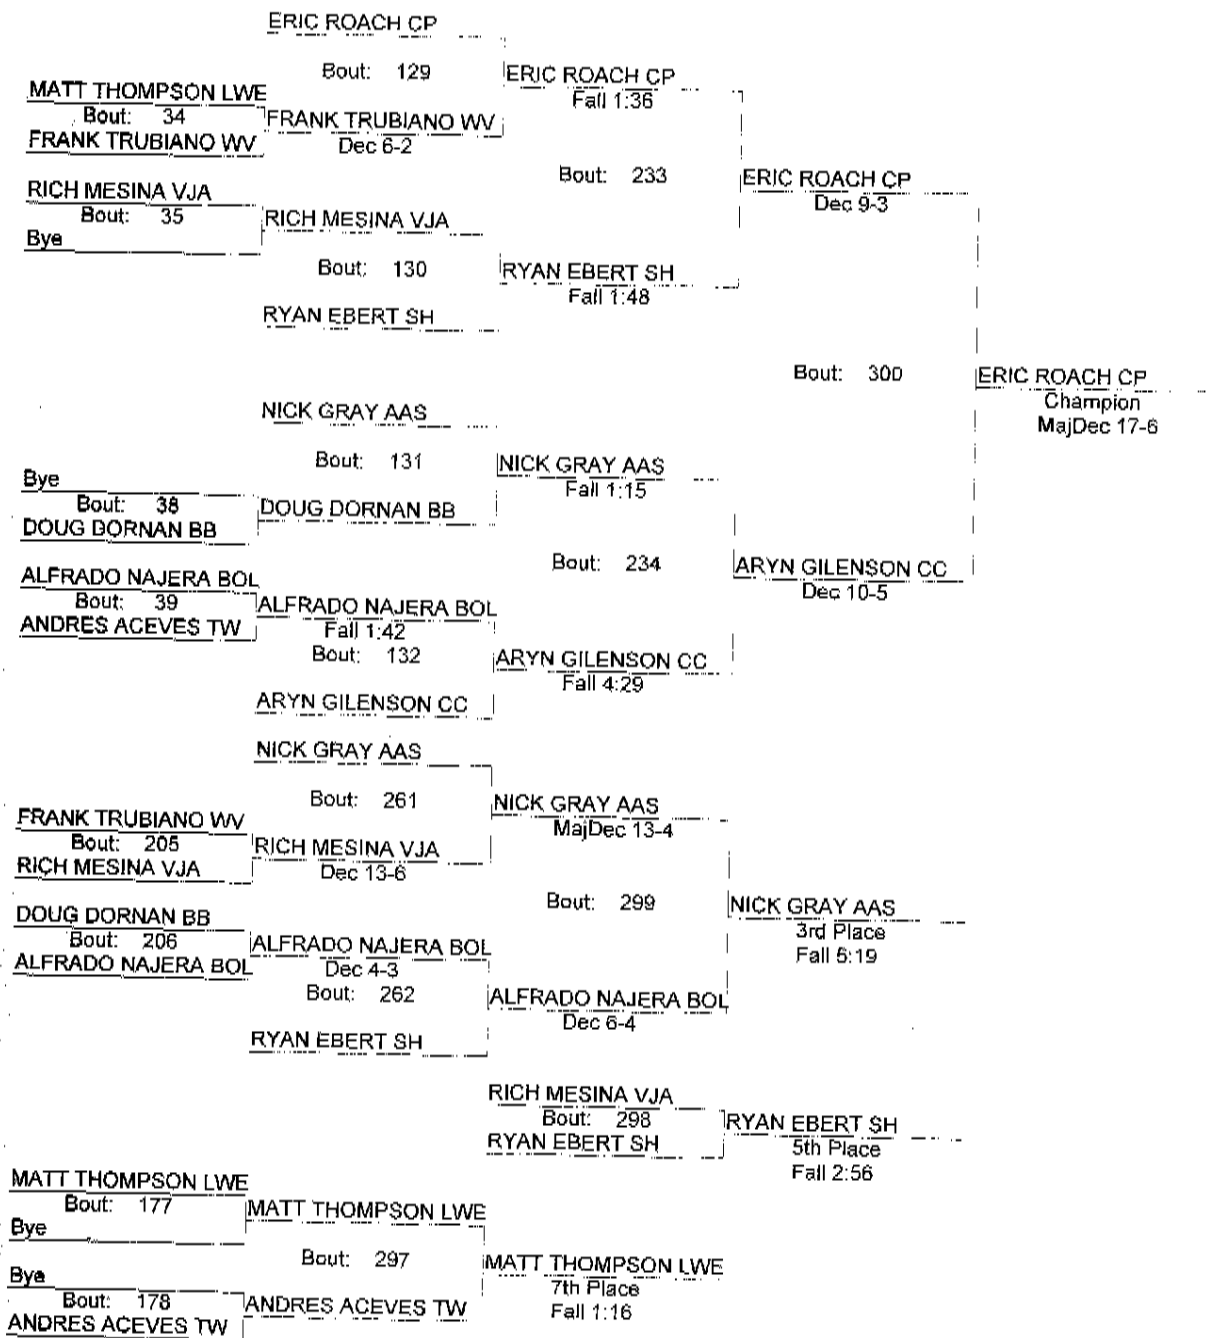 ERIC ROACH CP
Bout: 129
ERIC ROACH CP
Fall 1:36
MATT THOMPSON LWE
Bout: 34
FRANK TRUBIANO WV
FRANK TRUBIANO WV
Dec 6-2
Bout: 233
ERIC ROACH CP
Dec 9-3
RICH MESINA VJA
Bout: 35
Bye
RICH MESINA VJA
Bout: 130
RYAN EBERT SH
Fall 1:48
RYAN EBERT SH
Bout: 300
ERIC ROACH CP
Champion
MajDec 17-6
NICK GRAY AAS
Bout: 131
NICK GRAY AAS
Fall 1:15
Bye
Bout: 38
DOUG DORNAN BB
DOUG DORNAN BB
Bout: 234
ARYN GILENSON CC
Dec 10-5
ALFRADO NAJERA BOL
Bout: 39
ANDRES ACEVES TW
ALFRADO NAJERA BOL
Fall 1:42
Bout: 132
ARYN GILENSON CC
Fall 4:29
ARYN GILENSON CC
NICK GRAY AAS
Bout: 261
NICK GRAY AAS
MajDec 13-4
FRANK TRUBIANO WV
Bout: 205
RICH MESINA VJA
RICH MESINA VJA
Dec 13-6
Bout: 299
NICK GRAY AAS
3rd Place
Fall 5:19
DOUG DORNAN BB
Bout: 206
ALFRADO NAJERA BOL
ALFRADO NAJERA BOL
Dec 4-3
Bout: 262
ALFRADO NAJERA BOL
Dec 6-4
RYAN EBERT SH
RICH MESINA VJA
Bout: 298
RYAN EBERT SH
RYAN EBERT SH
5th Place
Fall 2:56
MATT THOMPSON LWE
Bout: 177
Bye
MATT THOMPSON LWE
Bout: 297
MATT THOMPSON LWE
7th Place
Fall 1:16
Bye
Bout: 178
ANDRES ACEVES TW
ANDRES ACEVES TW